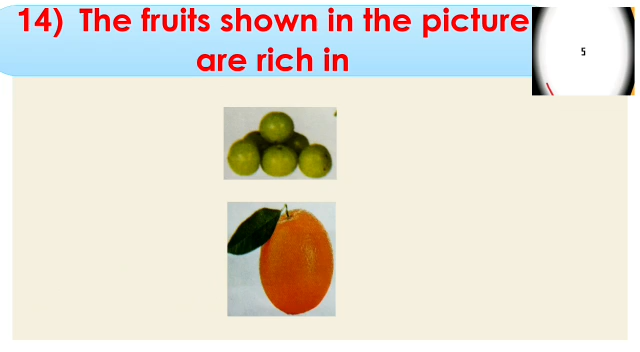 14) The fruits shown in the picture
are rich in
5